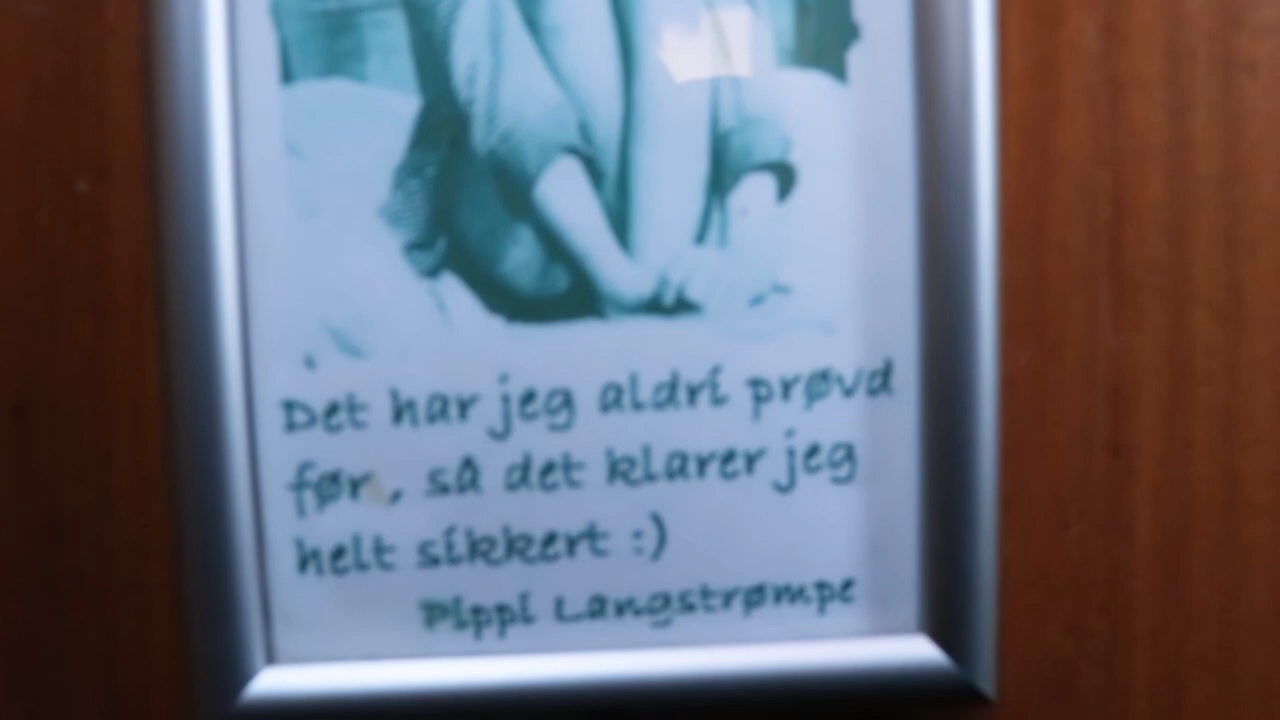 Det har jeg aldri prøvd
før, så det klarer jeg
helt sikkert :)
Pippi Langstrømpe